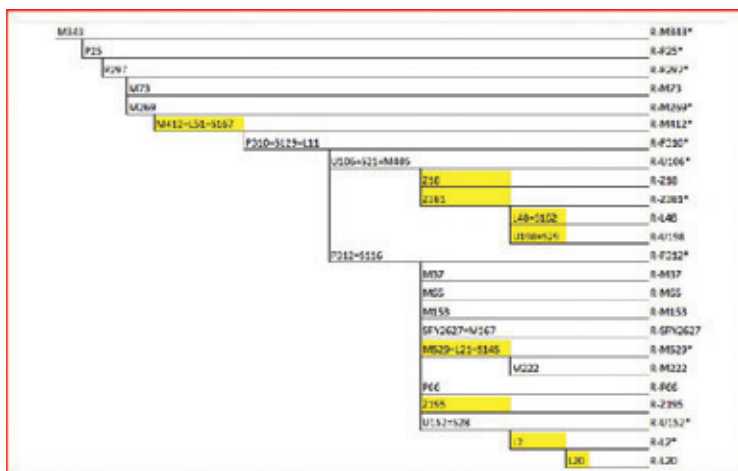 M343 R-M343*
P25 R-P25*
P297 R-P297*
M73 R-M73
M269 R-M269*
M412=L51=S167 R-M412*
P310=S129=L11 R-P310*
U106=S21=M405 R-U106*
R-Z18
Z381 R-Z381*
L48=S162 R-L48
U198=S29 R-U198
P312=S116 R-P312*
M37 R-M37
M65 R-M65
M153 R-M153
SRY2627=M167 R-SRY2627
M529=L21=S145 R-M529*
M222 R-M222
P66 R-P66
Z195 R-Z195
U152=S28 R-U152*
L2 R-L2*
L20 R-L20